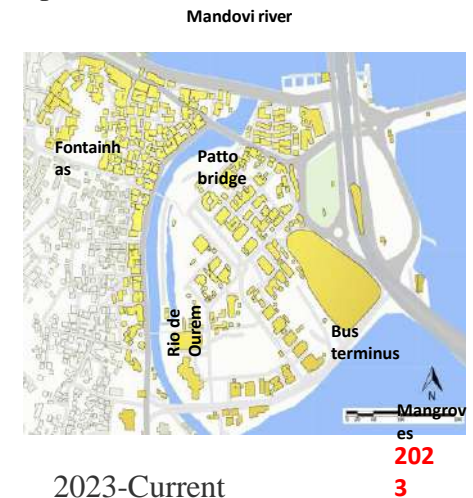 Mandovi river
Fontainh
as
Patto
bridge
Rio de
Ourem
Bus
terminus
N
Mangrov
es
202
3
2023-Current